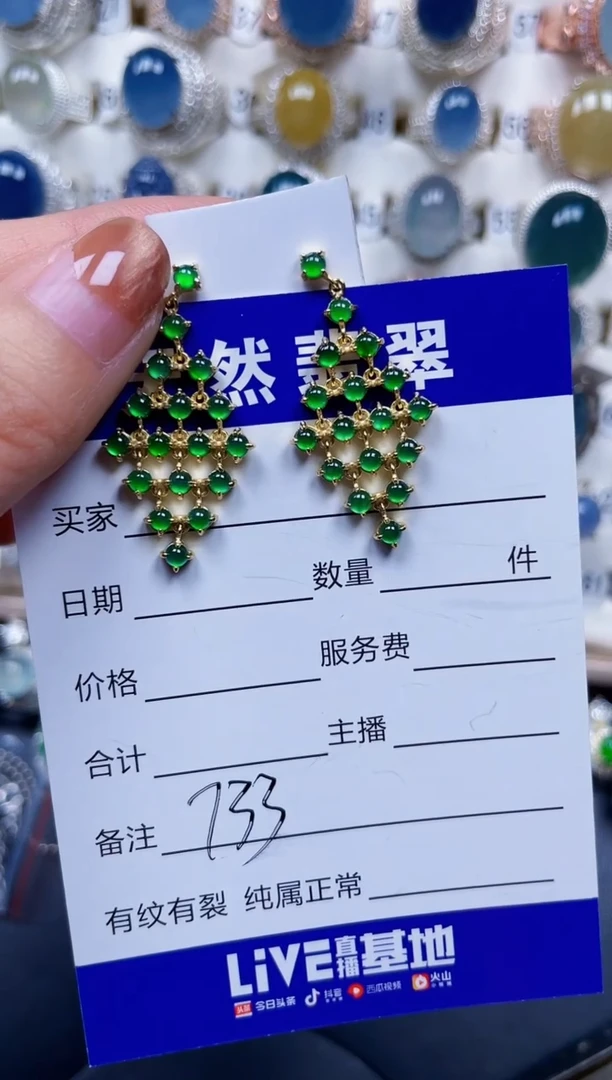 然翡翠
买家
日期 数量 件
价格 服务费
合计 主播
备注 733
有纹有裂 纯属正常
LiVE直播基地
头条 今日头条 抖音 西瓜视频 火山